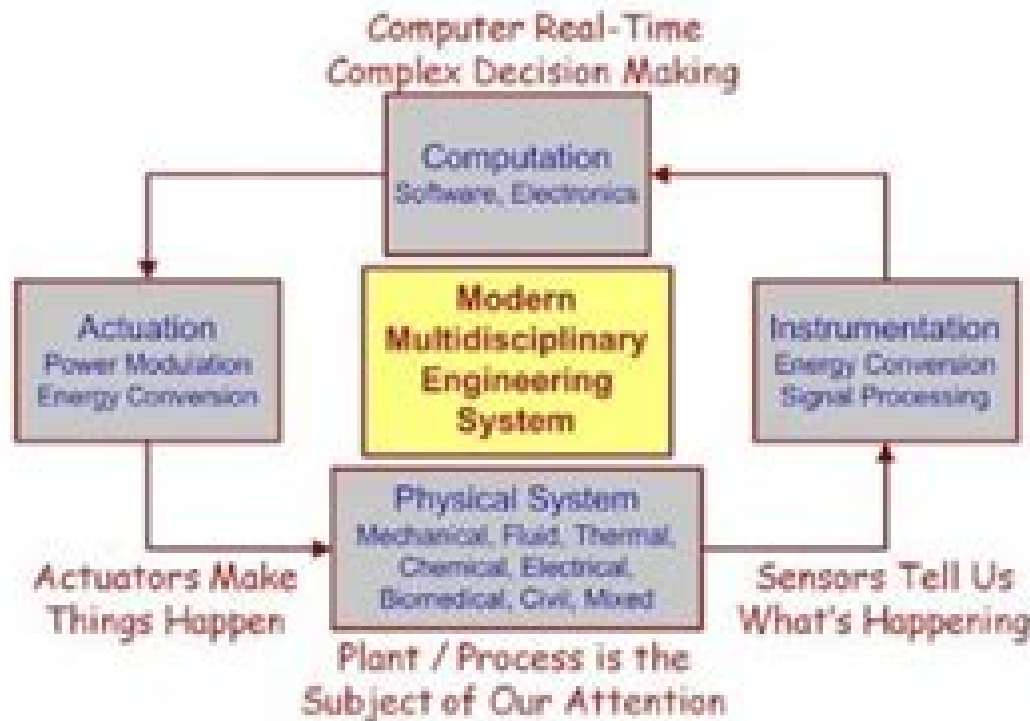 Computer Real-Time
Complex Decision Making
Computation
Software, Electronics
Actuation
Power Modulation
Energy Conversion
Modern
Multidisciplinary
Engineering
System
Instrumentation
Energy Conversion
Signal Processing
Physical System
Mechanical, Fluid, Thermal,
Chemical, Electrical,
Biomedical, Civil, Mixed
Actuators Make
Things Happen
Sensors Tell Us
What's Happening
Plant / Process is the
Subject of Our Attention